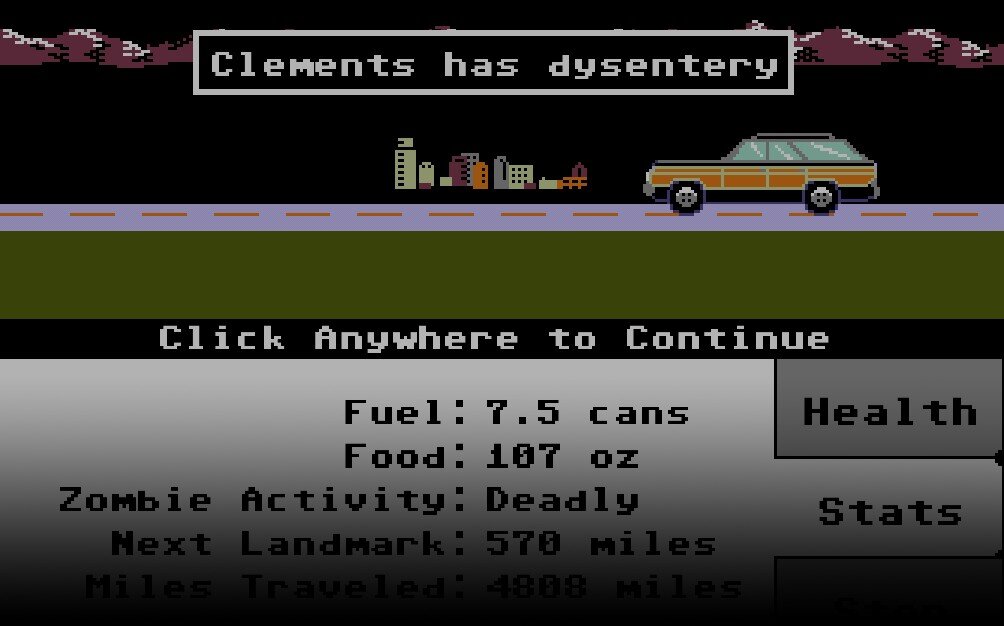 Clements has dysentery
Click Anywhere to Continue
Fuel: 7.5 cans
Food: 107 oz
Zombie Activity: Deadly
Next Landmark: 570 miles
Miles Traveled: 4808 miles
Health
Stats
Stop